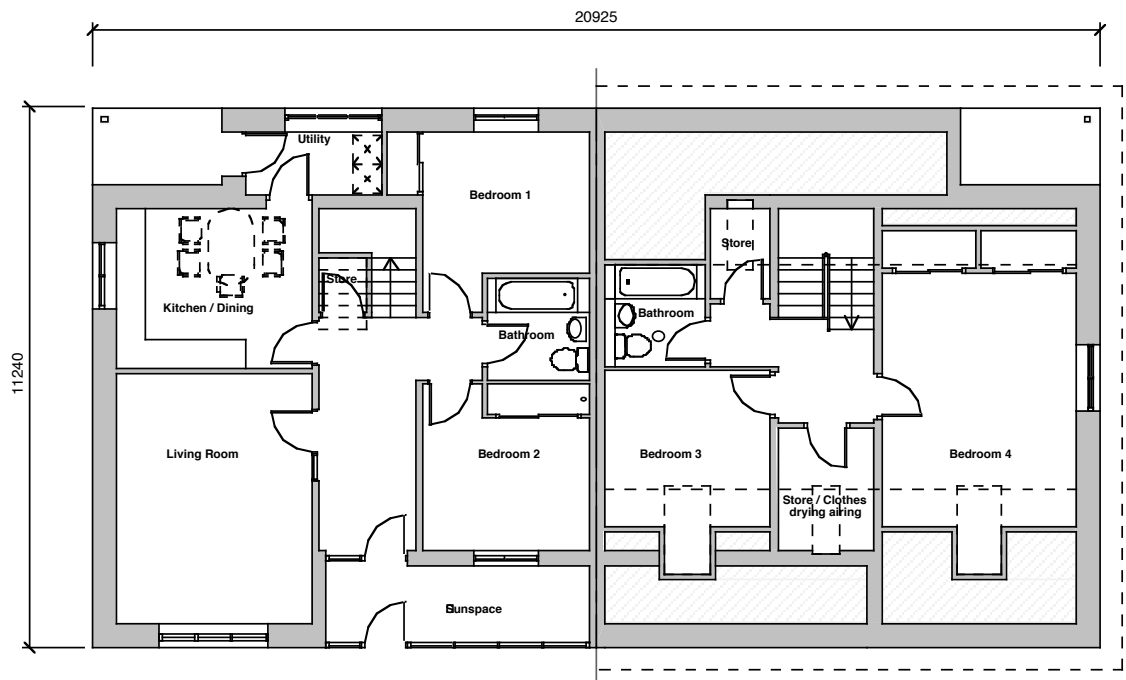 20925
11240
Utility
Bedroom 1
Store
Store
Kitchen / Dining
Bathroom
Bathroom
Living Room
Bedroom 2
Bedroom 3
Bedroom 4
Store / Clothes
drying airing
Sunspace